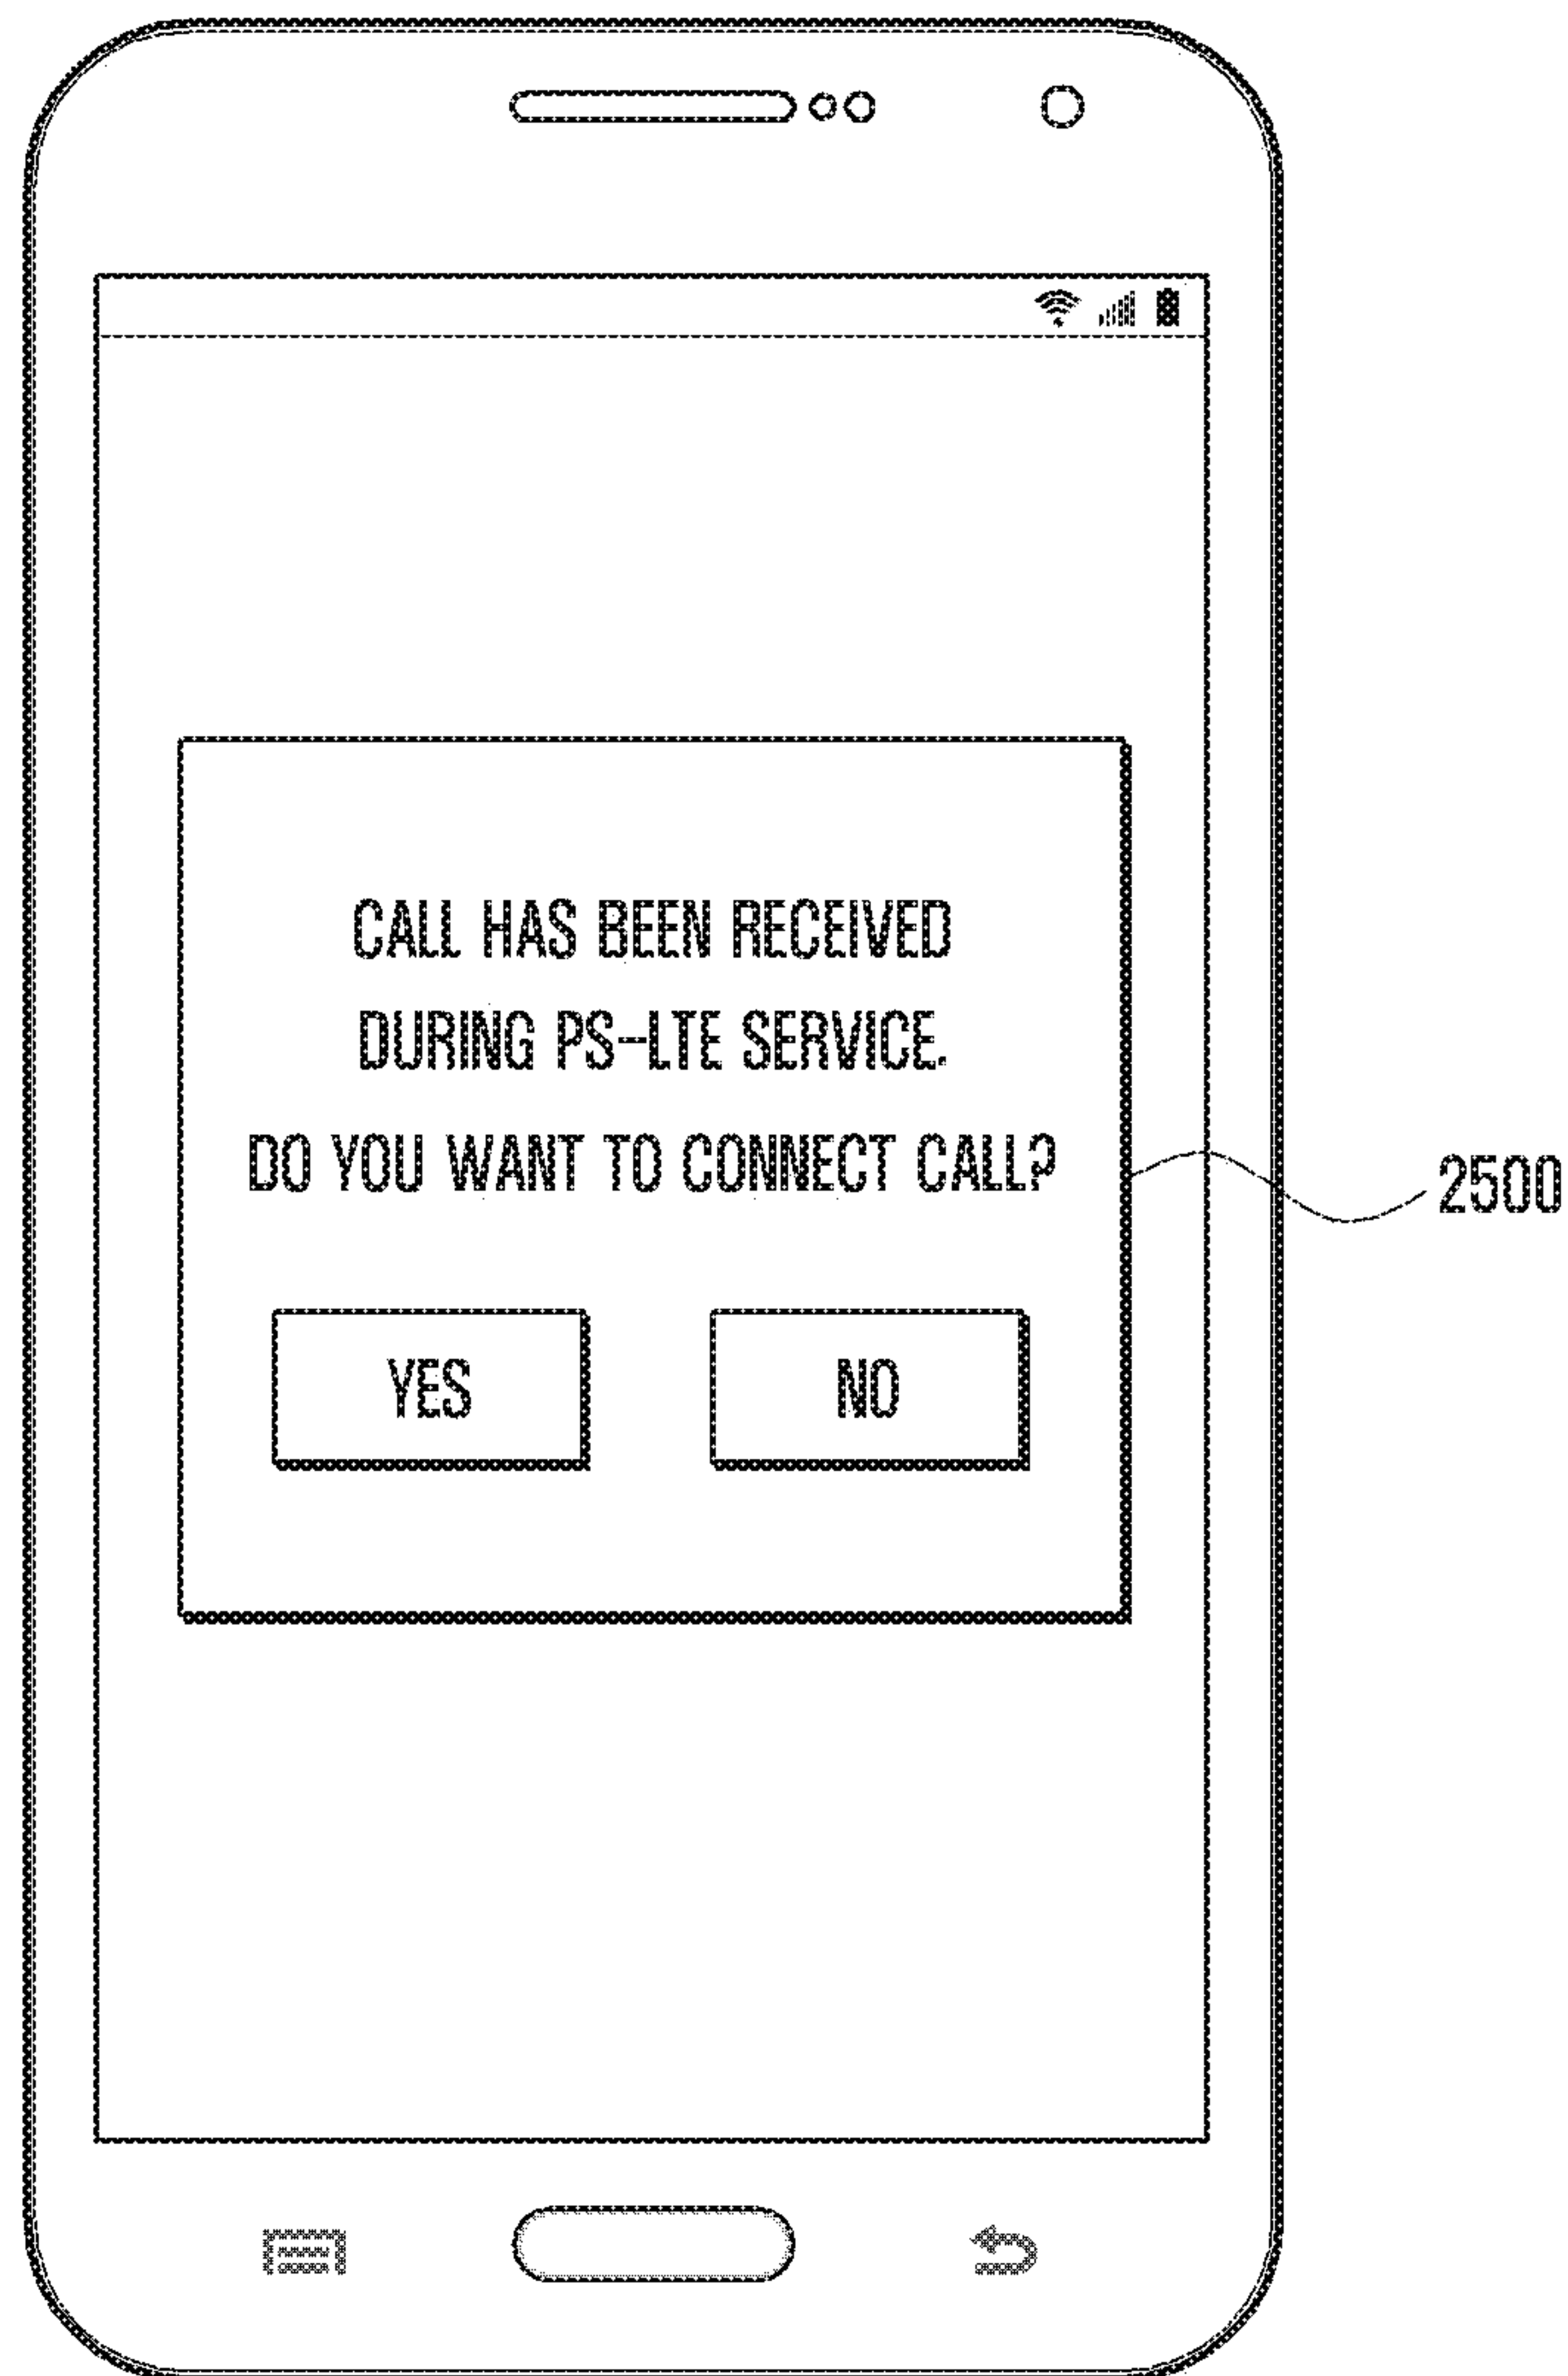 CALL HAS BEEN RECEIVED
DURING PS-LTE SERVICE.
DO YOU WANT TO CONNECT CALL?
2500
YES
NO